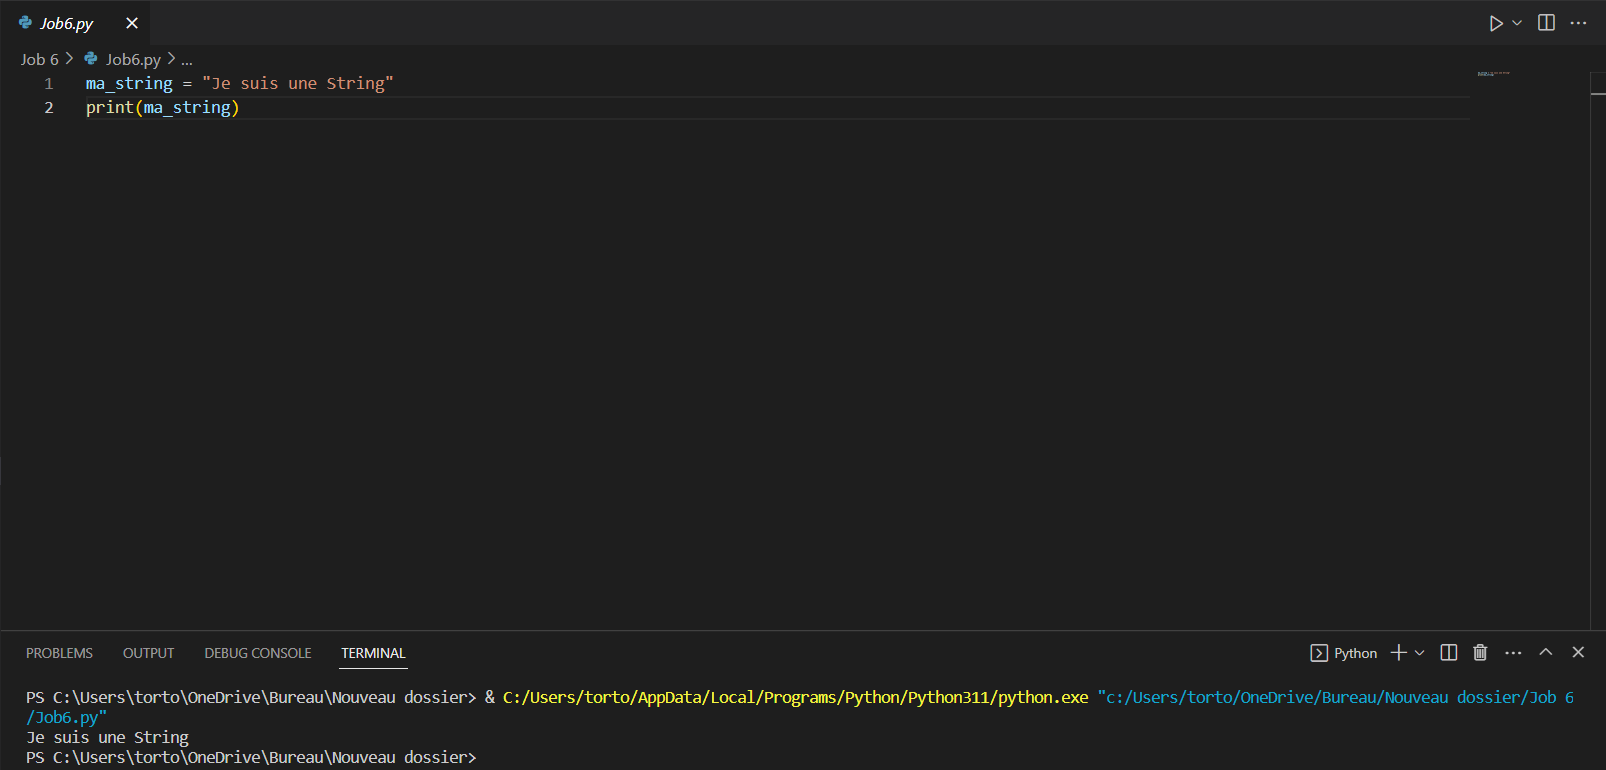 Job6.py
Job 6 > Job6.py > ...
1 ma_string = "Je suis une String"
2 print(ma_string)
PROBLEMS OUTPUT DEBUG CONSOLE TERMINAL Python
PS C:\Users\torto\OneDrive\Bureau\Nouveau dossier> & C:/Users/torto/AppData/Local/Programs/Python/Python311/python.exe "c:/Users/torto/OneDrive/Bureau/Nouveau dossier/Job 6
/Job6.py"
Je suis une String
PS C:\Users\torto\OneDrive\Bureau\Nouveau dossier>